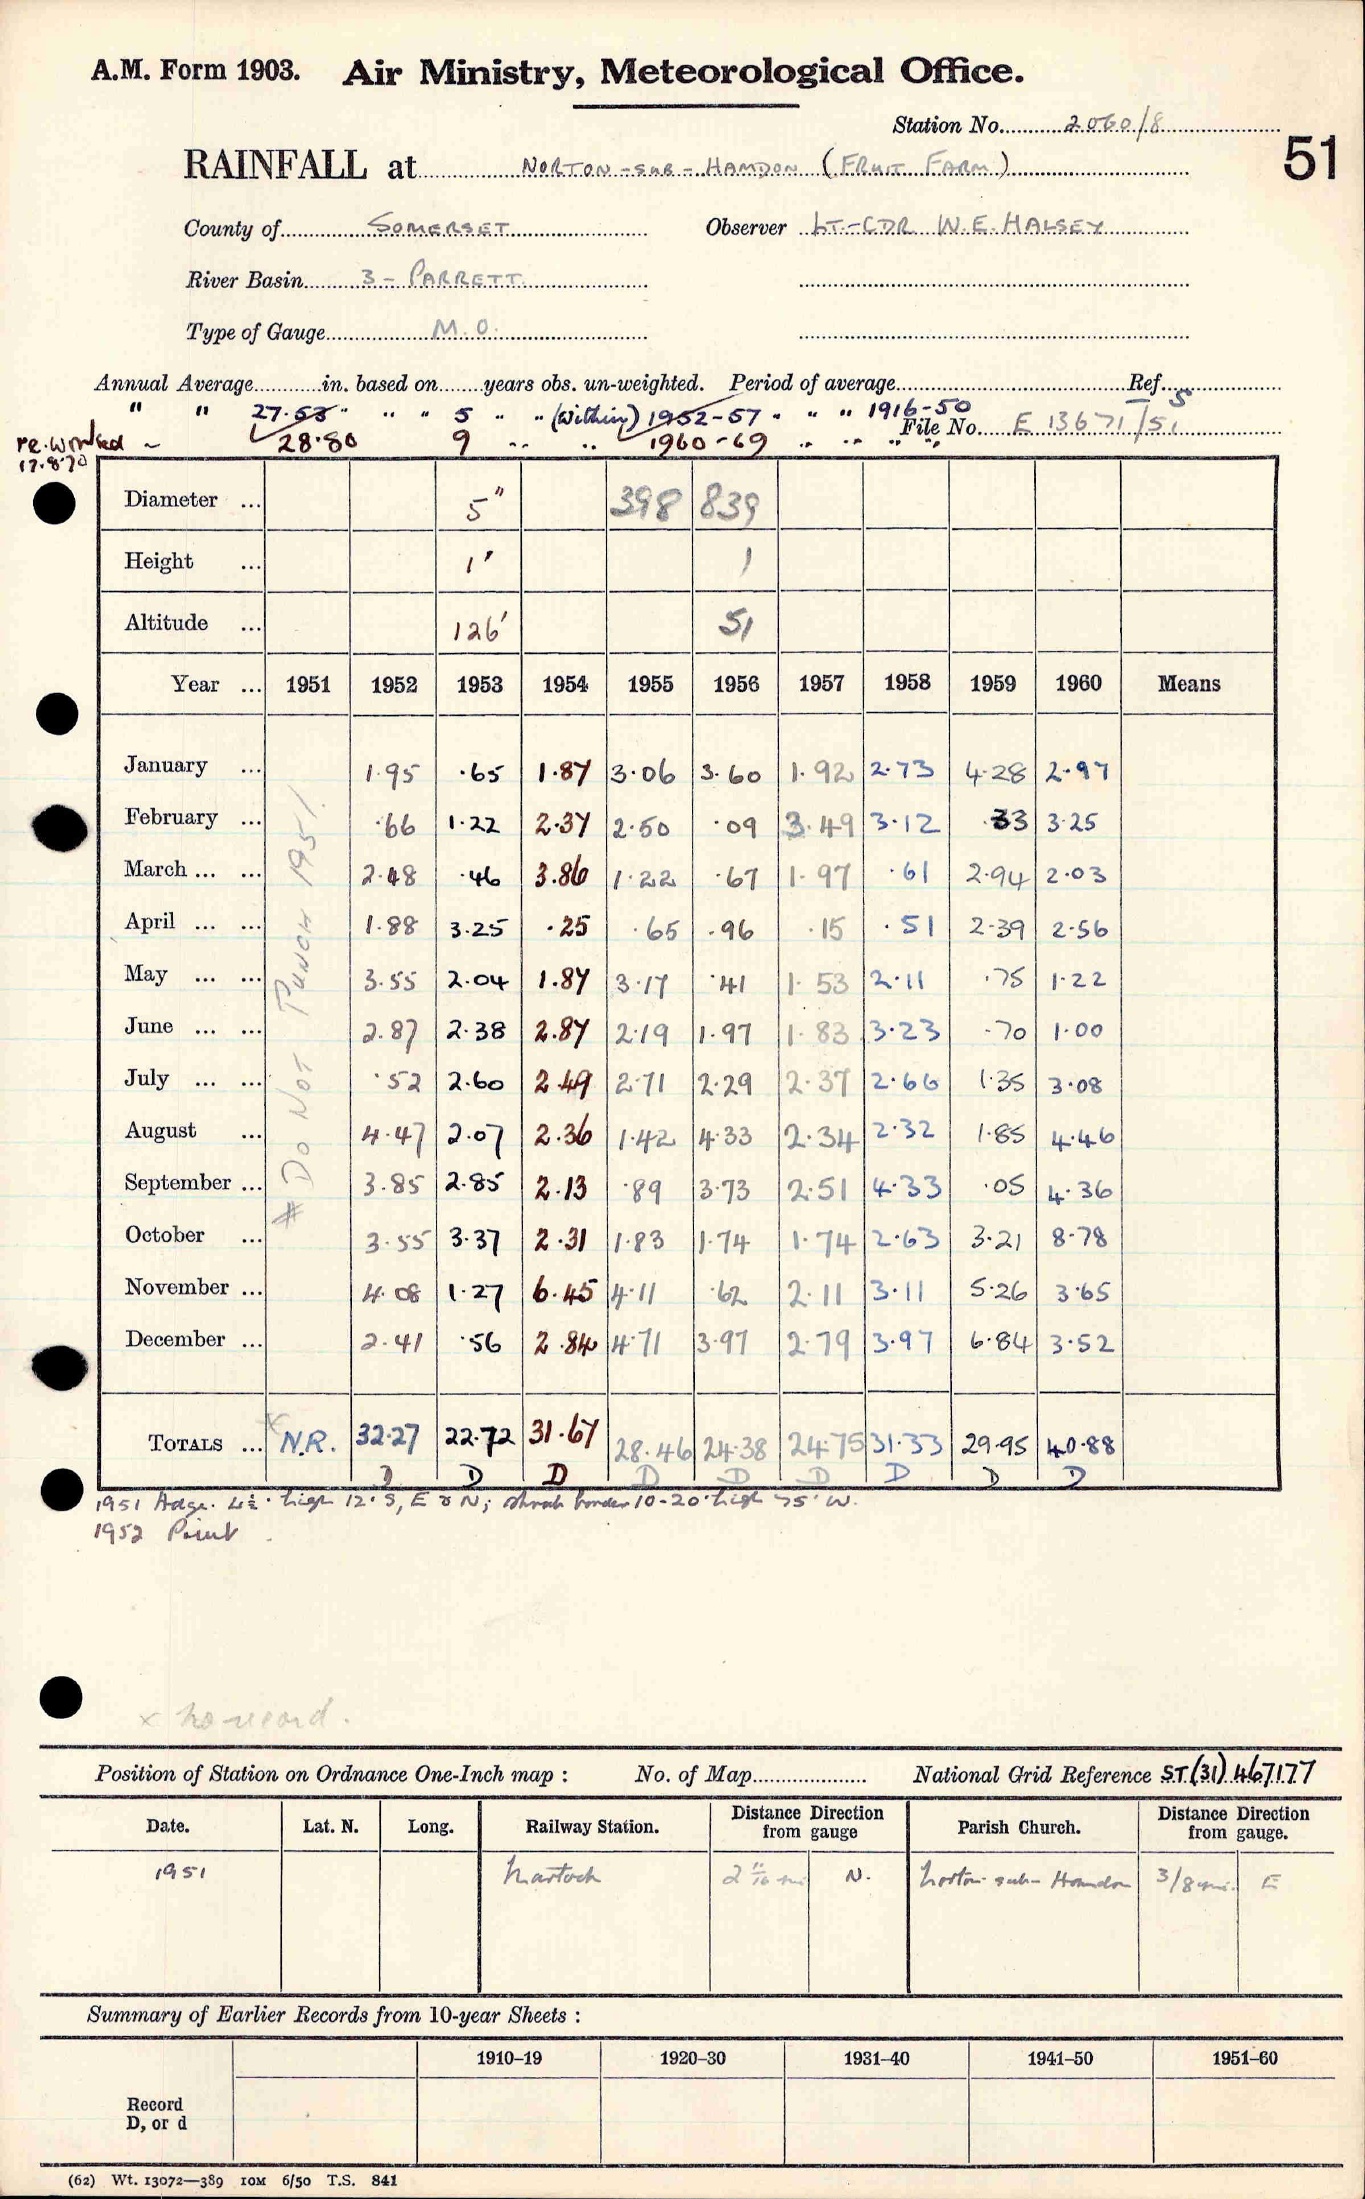 A.M. Form 1903. Air Ministry, Meteorological Office.
Station No. 2060/8
51
RAINFALL at NORTON-SUB-HAMDON (FRUIT FARM)
County of SOMERSET Observer LT.-CDR W.E. HALSEY
River Basin 3 - PARRETT
Type of Gauge M.O.
Annual Average in. based on years obs. un-weighted. Period of average Ref. S
" " 27.53 " " " 5 " " (within) 1952-57 " " " 1916-50
File No. E 13671/51
re-worked 28.80 9 " " 1960-69 " " " "
17.8.70
Diameter ... 5" 398 839
Height ... 1' 1
Altitude ... 126' 51
Year ... 1951 1952 1953 1954 1955 1956 1957 1958 1959 1960 Means
# DO NOT PUNCH 1951.
January ... 1.95 .65 1.87 3.06 3.60 1.92 2.73 4.28 2.97
February ... .66 1.22 2.37 2.50 .09 3.49 3.12 .33 3.25
March ... ... 2.48 .46 3.86 1.22 .67 1.97 .61 2.94 2.03
April ... ... 1.88 3.25 .25 .65 .96 .15 .51 2.39 2.56
May ... ... 3.55 2.04 1.87 3.17 .41 1.53 2.11 .75 1.22
June ... ... 2.87 2.38 2.87 2.19 1.97 1.83 3.23 .70 1.00
July ... ... .52 2.60 2.49 2.71 2.29 2.37 2.66 1.35 3.08
August ... 4.47 2.07 2.36 1.42 4.33 2.34 2.32 1.85 4.46
September ... 3.85 2.85 2.13 .89 3.73 2.51 4.33 .05 4.36
October ... 3.55 3.37 2.31 1.83 1.74 1.74 2.63 3.21 8.78
November ... 4.08 1.27 6.45 4.11 .62 2.11 3.11 5.26 3.65
December ... 2.41 .56 2.84 4.71 3.97 2.79 3.97 6.84 3.52
TOTALS ... x N.R. 32.27 22.72 31.67 28.46 24.38 24.75 31.33 29.95 40.88
D D D D D D D D D
1951 Hdge. 4½' high 12' S, E & N; shrub border 10-20' high 75' W.
1952
x no record.
Position of Station on Ordnance One-Inch map : No. of Map National Grid Reference ST(31) 467177
Date. Lat. N. Long. Railway Station. Distance from gauge Direction Parish Church. Distance from gauge. Direction
1951 Martock 2 11/16 mi N. Norton-sub-Hamdon 3/8 mi. E
Summary of Earlier Records from 10-year Sheets :
1910–19 1920–30 1931–40 1941–50 1951–60
Record
D, or d
(62) Wt. 13072—389 10M 6/50 T.S. 841